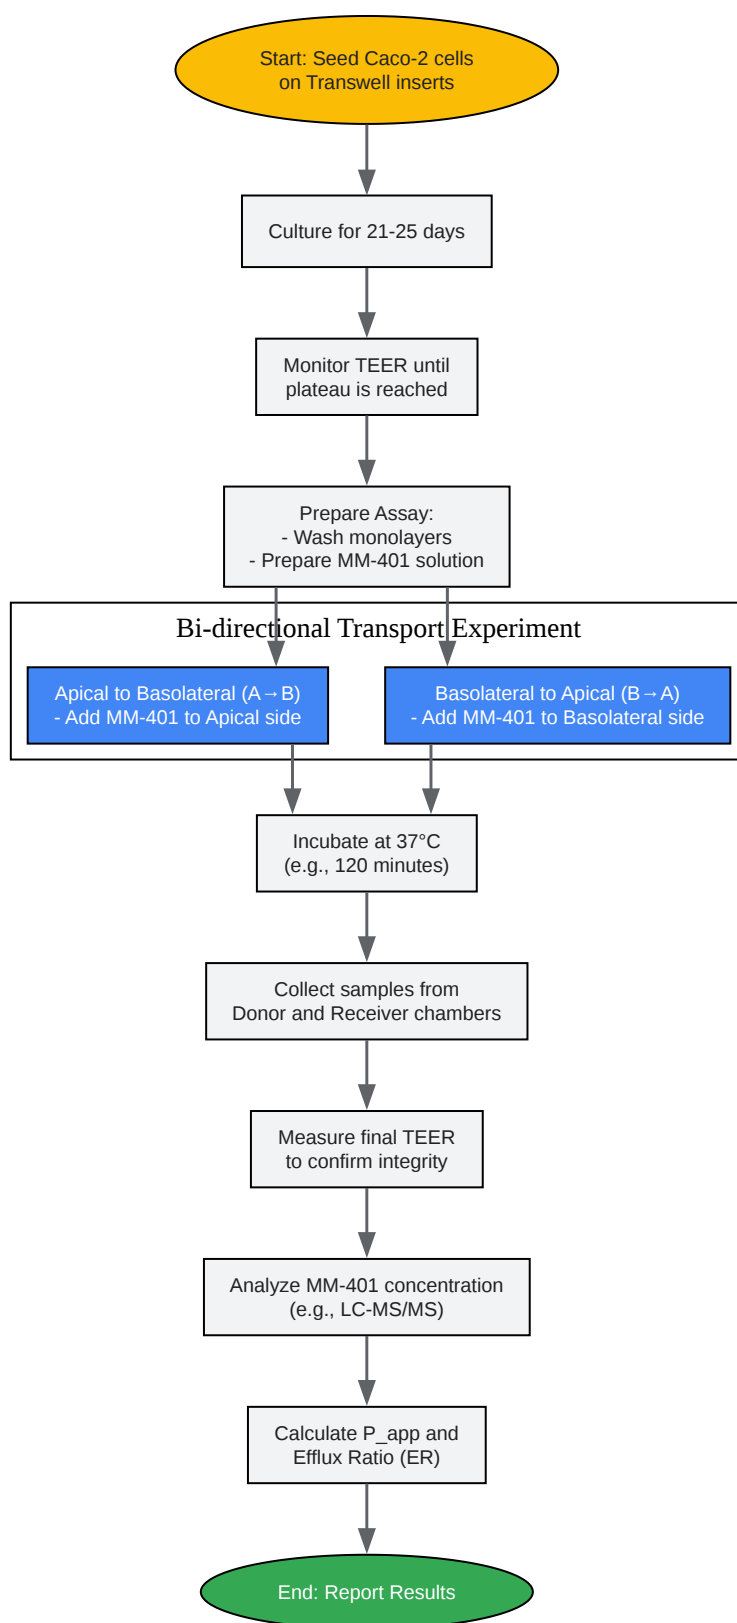 Start: Seed Caco-2 cells
on Transwell inserts
Culture for 21-25 days
Monitor TEER until
plateau is reached
Prepare Assay:
- Wash monolayers
- Prepare MM-401 solution
Bi-directional Transport Experiment
Apical to Basolateral (A→B)
- Add MM-401 to Apical side
Basolateral to Apical (B→A)
- Add MM-401 to Basolateral side
Incubate at 37°C
(e.g., 120 minutes)
Collect samples from
Donor and Receiver chambers
Measure final TEER
to confirm integrity
Analyze MM-401 concentration
(e.g., LC-MS/MS)
Calculate P_app and
Efflux Ratio (ER)
End: Report Results